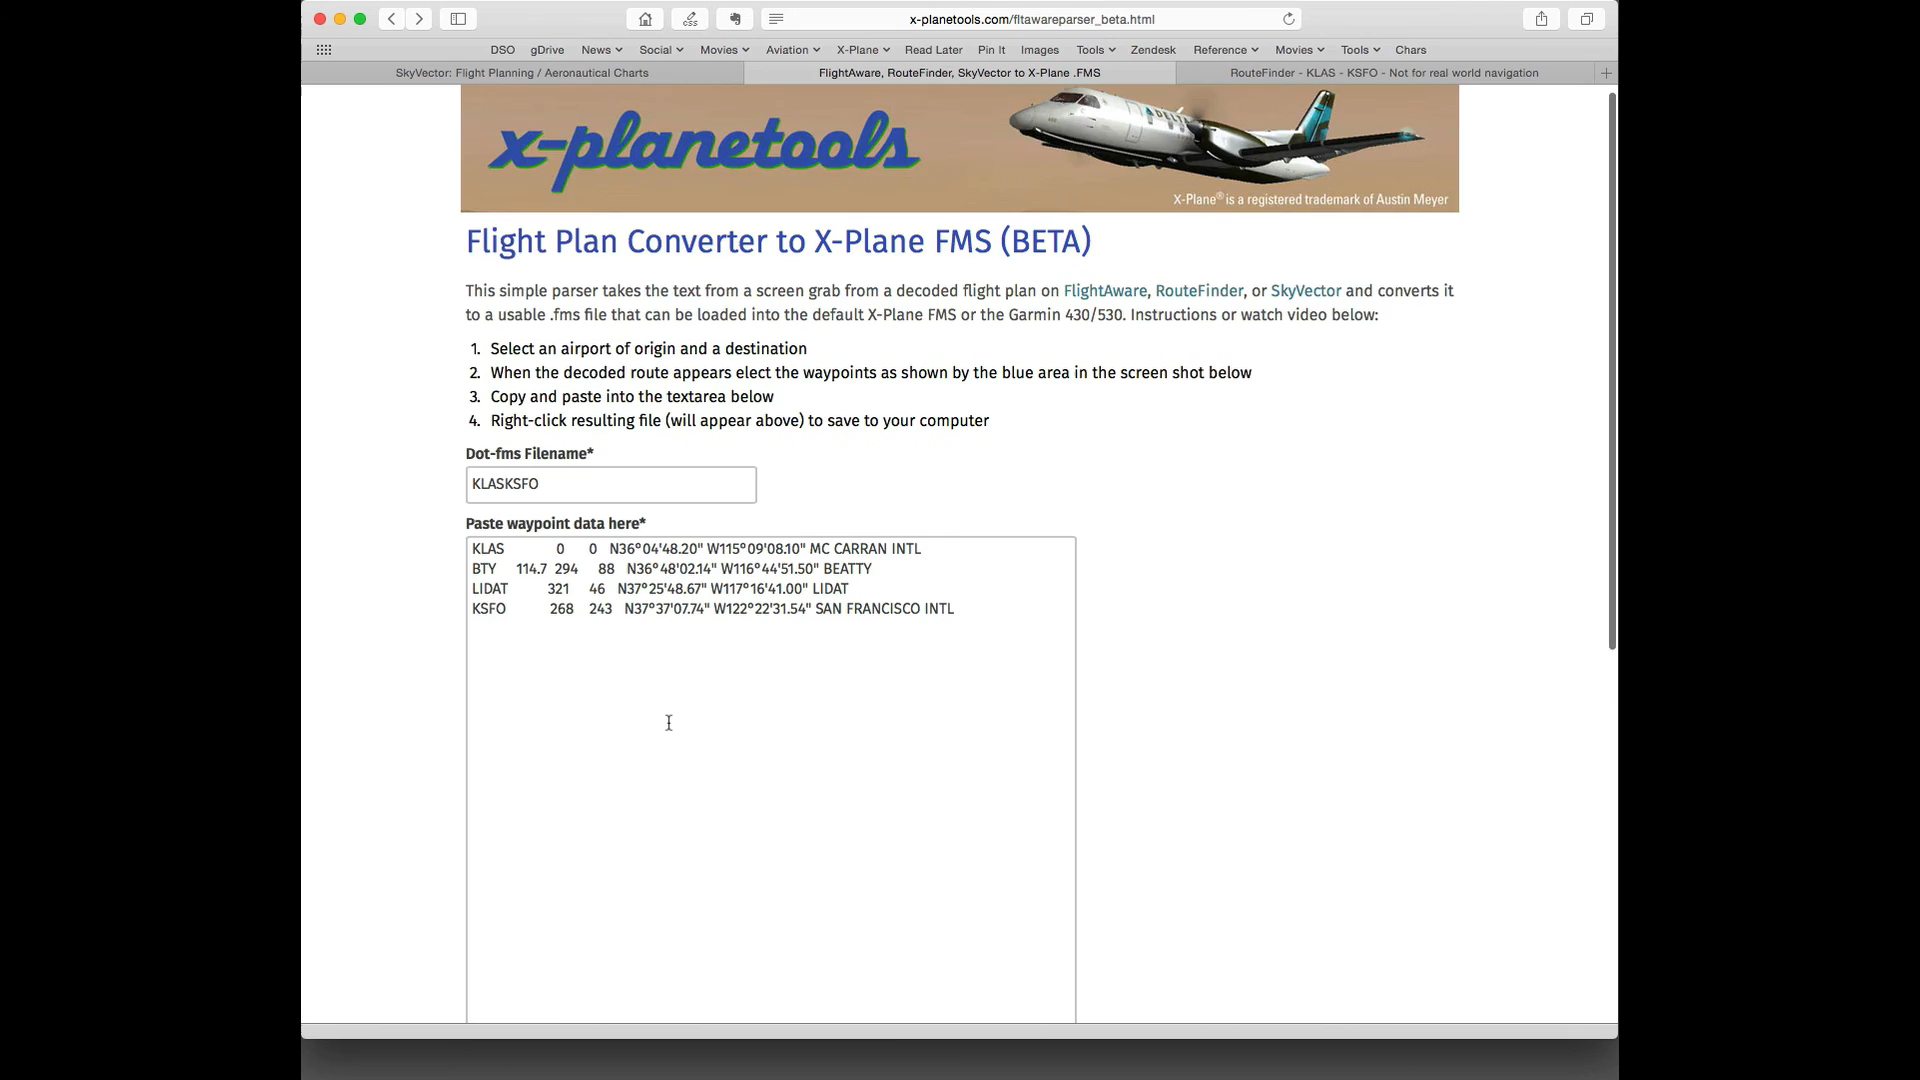 x-planetools.com/fltawareparser_beta.html
DSO gDrive News Social Movies Aviation X-Plane Read Later Pin It Images Tools Zendesk Reference Movies Tools Chars
SkyVector: Flight Planning / Aeronautical Charts
FlightAware, RouteFinder, SkyVector to X-Plane .FMS
RouteFinder - KLAS - KSFO - Not for real world navigation
x-planetools
X-Plane® is a registered trademark of Austin Meyer
Flight Plan Converter to X-Plane FMS (BETA)
This simple parser takes the text from a screen grab from a decoded flight plan on FlightAware, RouteFinder, or SkyVector and converts it
to a usable .fms file that can be loaded into the default X-Plane FMS or the Garmin 430/530. Instructions or watch video below:
1. Select an airport of origin and a destination
2. When the decoded route appears elect the waypoints as shown by the blue area in the screen shot below
3. Copy and paste into the textarea below
4. Right-click resulting file (will appear above) to save to your computer
Dot-fms Filename*
KLASKSFO
Paste waypoint data here*
KLAS 0 0 N36°04'48.20" W115°09'08.10" MC CARRAN INTL
BTY 114.7 294 88 N36°48'02.14" W116°44'51.50" BEATTY
LIDAT 321 46 N37°25'48.67" W117°16'41.00" LIDAT
KSFO 268 243 N37°37'07.74" W122°22'31.54" SAN FRANCISCO INTL